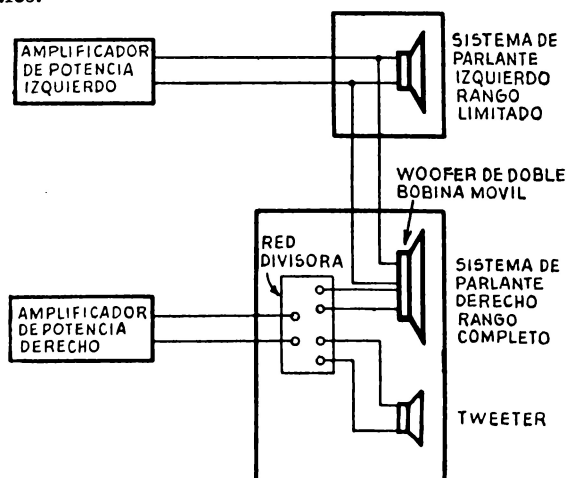 AMPLIFICADOR
DE POTENCIA
IZQUIERDO
SISTEMA DE
PARLANTE
IZQUIERDO
RANGO
LIMITADO
WOOFER DE DOBLE
BOBINA MOVIL
RED
DIVISORA
SISTEMA DE
PARLANTE
DERECHO
RANGO
COMPLETO
AMPLIFICADOR
DE POTENCIA
DERECHO
TWEETER